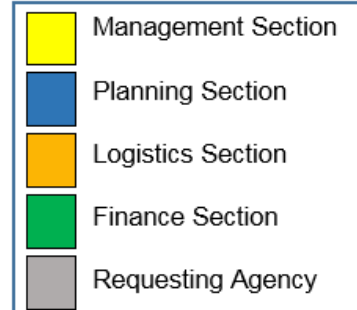 Management Section
Planning Section
Logistics Section
Finance Section
Requesting Agency